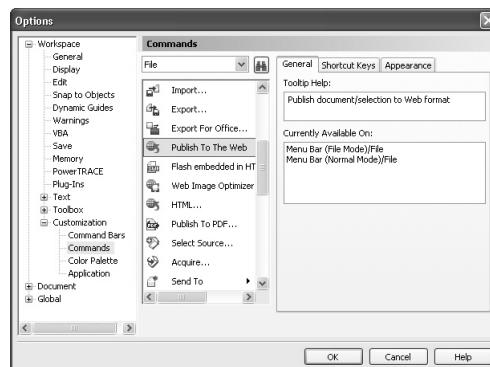 Options
Workspace
General
Display
Edit
Snap to Objects
Dynamic Guides
Warnings
VBA
Save
Memory
PowerTRACE
Plug-Ins
Text
Toolbox
Customization
Command Bars
Commands
Color Palette
Application
Document
Global
Commands
File
Import...
Export...
Export For Office...
Publish To The Web
Flash embedded in HT
Web Image Optimizer
HTML...
Publish To PDF...
Select Source...
Acquire...
Send To
General Shortcut Keys Appearance
Tooltip Help:
Publish document/selection to Web format
Currently Available On:
Menu Bar (File Mode)/File
Menu Bar (Normal Mode)/File
OK Cancel Help